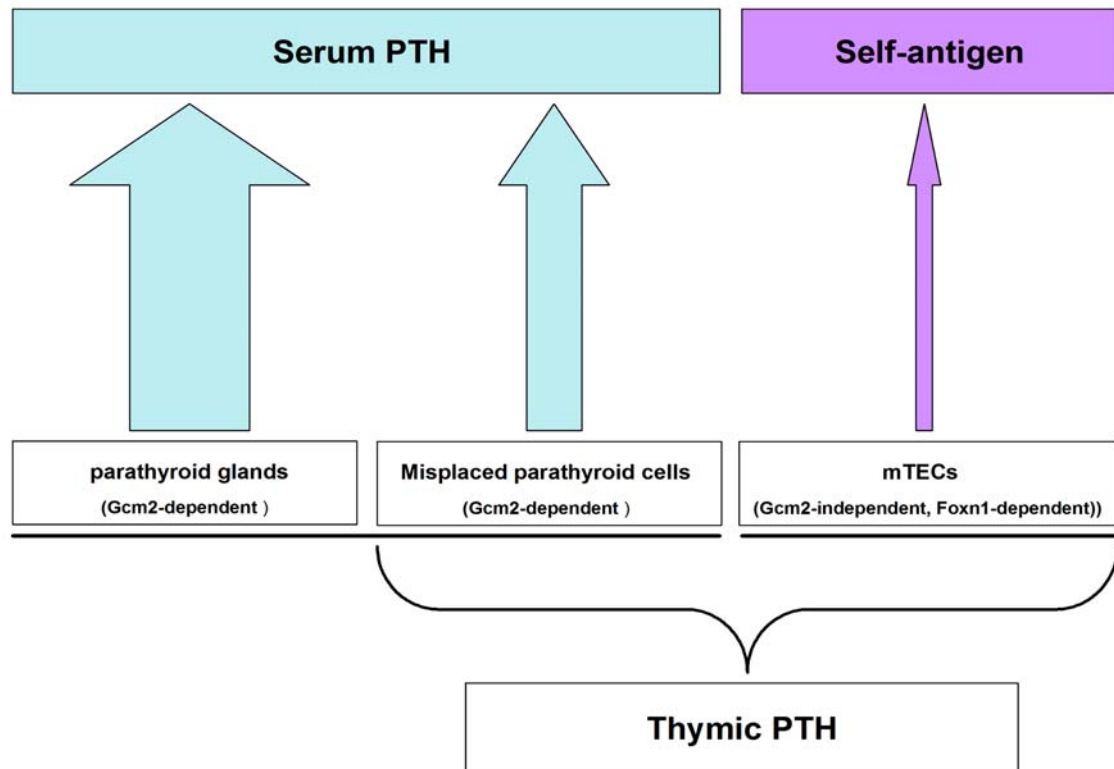 Serum PTH
Self-antigen
parathyroid glands
(Gcm2-dependent )
Misplaced parathyroid cells
(Gcm2-dependent )
mTECs
(Gcm2-independent, Foxn1-dependent))
Thymic PTH